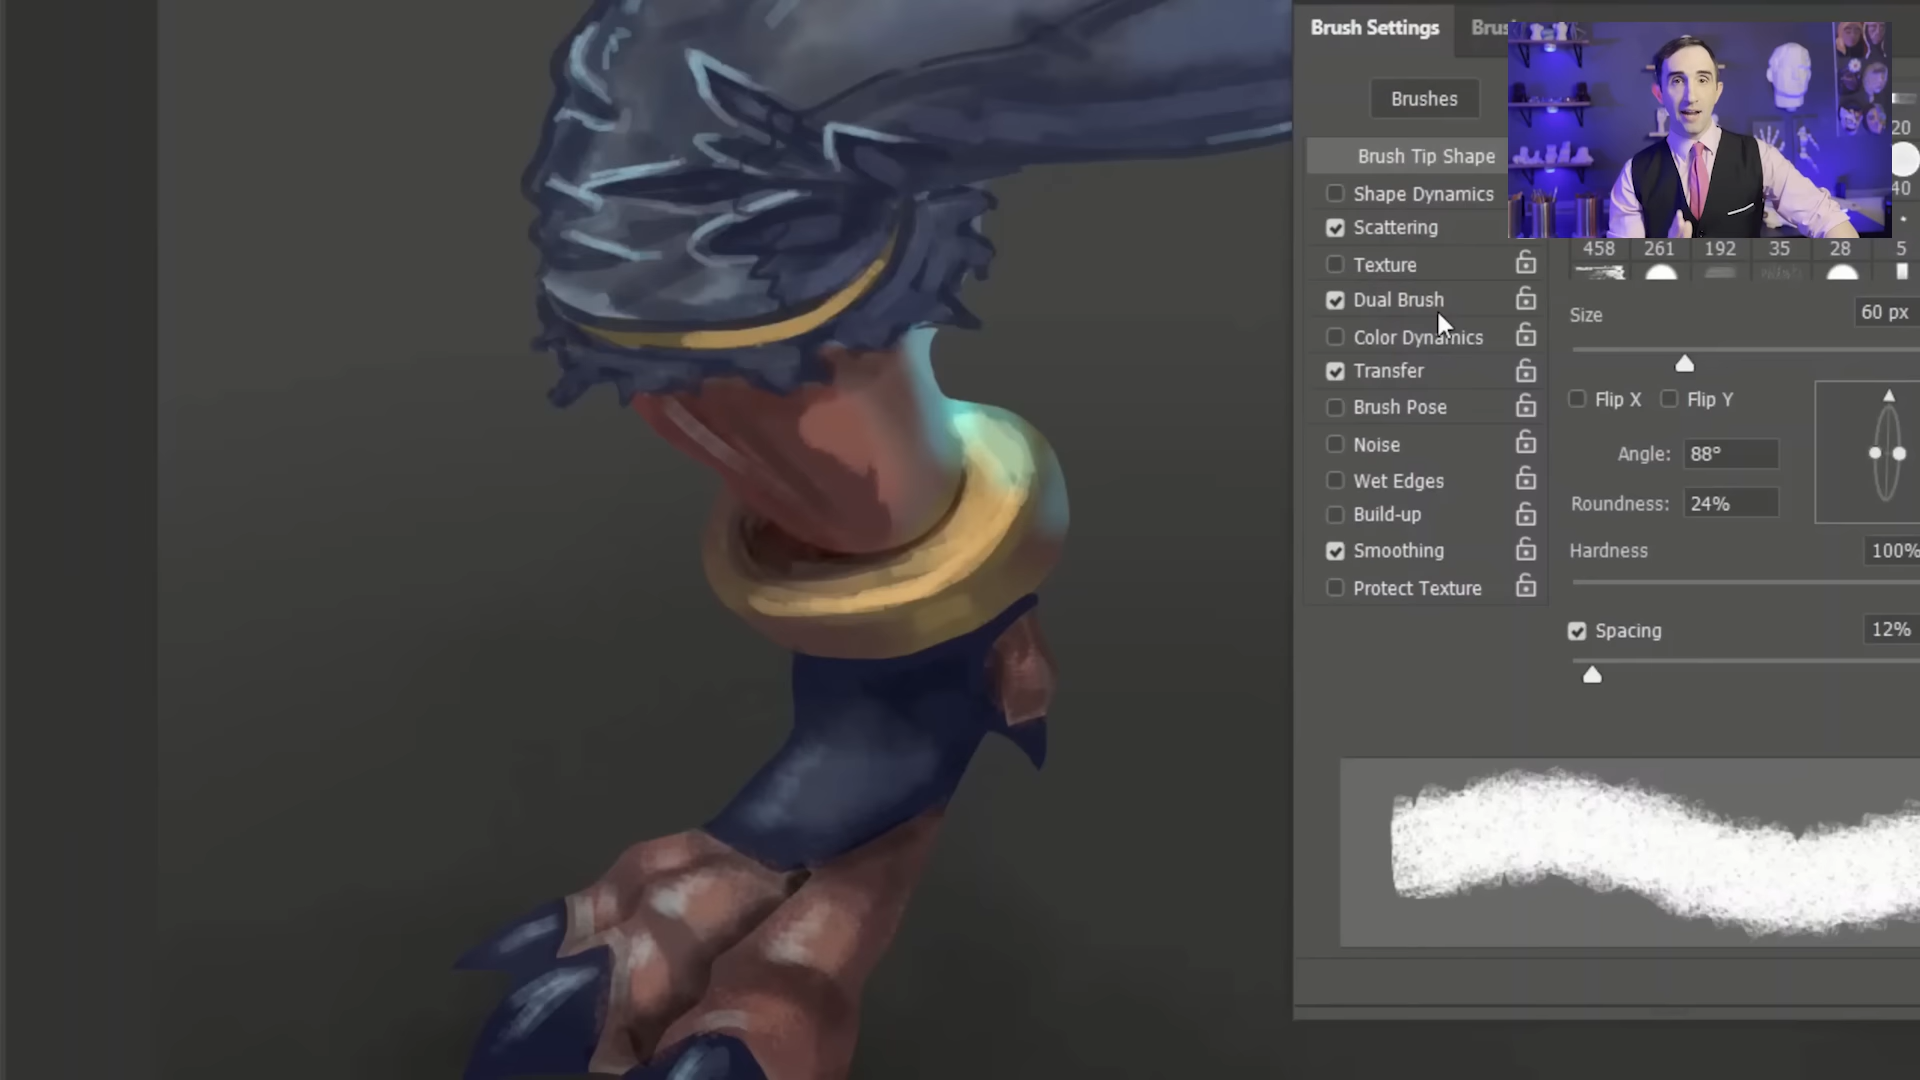 Brush Settings
Brushes
Brush Tip Shape
Shape Dynamics
Scattering
Texture
Dual Brush
Color Dynamics
Transfer
Brush Pose
Noise
Wet Edges
Build-up
Smoothing
Protect Texture
20
40
458 261 192 35 28 5
Size 60 px
Flip X Flip Y
Angle: 88°
Roundness: 24%
Hardness 100%
Spacing 12%